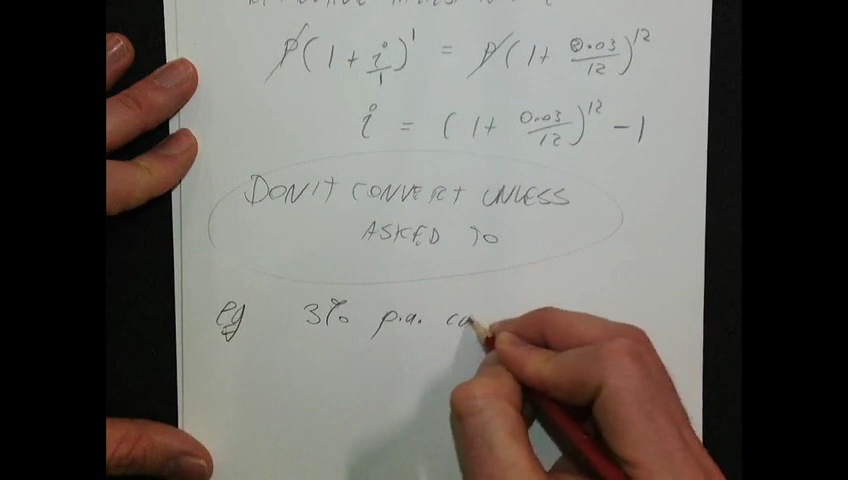 P(1 + i/1)^1 = P(1 + 0.03/12)^12
i = (1 + 0.03/12)^12 - 1
DON'T CONVERT UNLESS
ASKED TO
eg 3% p.a. co